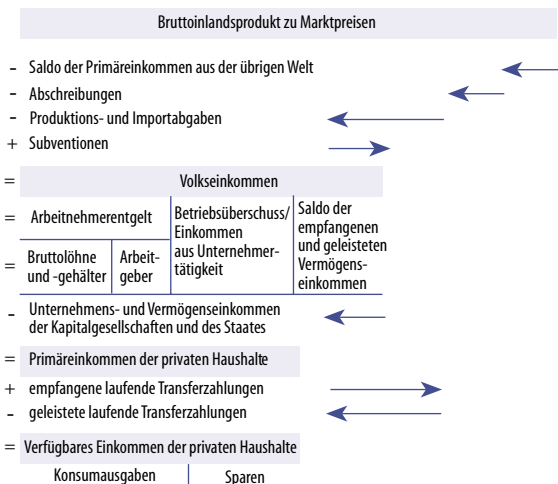 Bruttoinlandsprodukt zu Marktpreisen
- Saldo der Primäreinkommen aus der übrigen Welt
- Abschreibungen
- Produktions- und Importabgaben
+ Subventionen
= Volkseinkommen
= Arbeitnehmerentgelt
Betriebsüberschuss/
Einkommen
aus Unternehmer-
tätigkeit
Saldo der
empfangenen
und geleisteten
Vermögens-
einkommen
= Bruttolöhne
und -gehälter
Arbeit-
geber
- Unternehmens- und Vermögenseinkommen
der Kapitalgesellschaften und des Staates
= Primäreinkommen der privaten Haushalte
+ empfangene laufende Transferzahlungen
- geleistete laufende Transferzahlungen
= Verfügbares Einkommen der privaten Haushalte
Konsumausgaben
Sparen